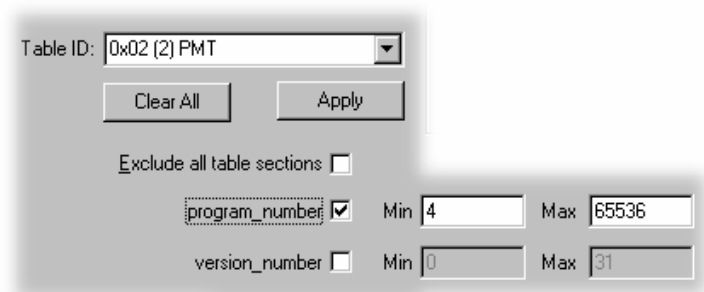 Table ID: 0x02 (2) PMT
Clear All Apply
Exclude all table sections
program_number Min 4 Max 65536
version_number Min 0 Max 31